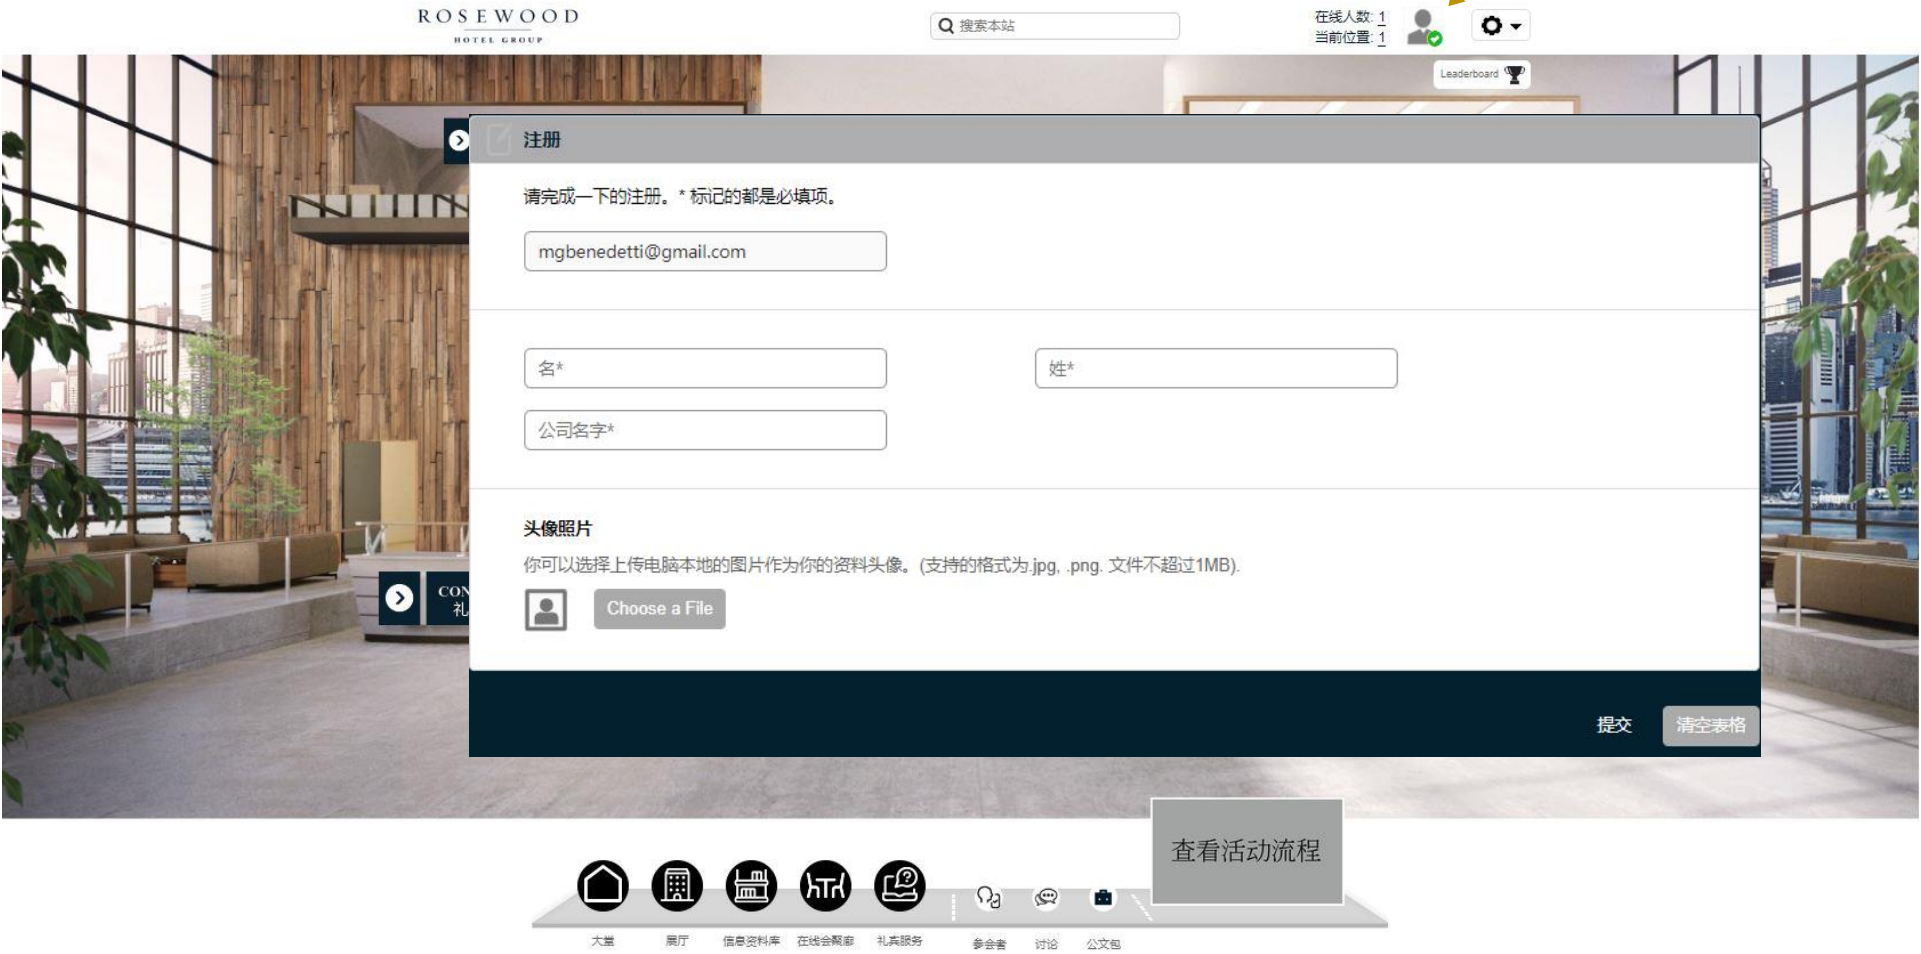 ROSEWOOD
HOTEL GROUP
搜索本站
在线人数: 1
当前位置: 1
Leaderboard
注册
请完成一下的注册。* 标记的都是必填项。
mgbenedetti@gmail.com
名*
姓*
公司名字*
头像照片
你可以选择上传电脑本地的图片作为你的资料头像。(支持的格式为.jpg, .png. 文件不超过1MB).
Choose a File
CON
礼
提交
清空表格
查看活动流程
大堂
展厅
信息资料库
在线会聚廊
礼宾服务
参会者
讨论
公文包